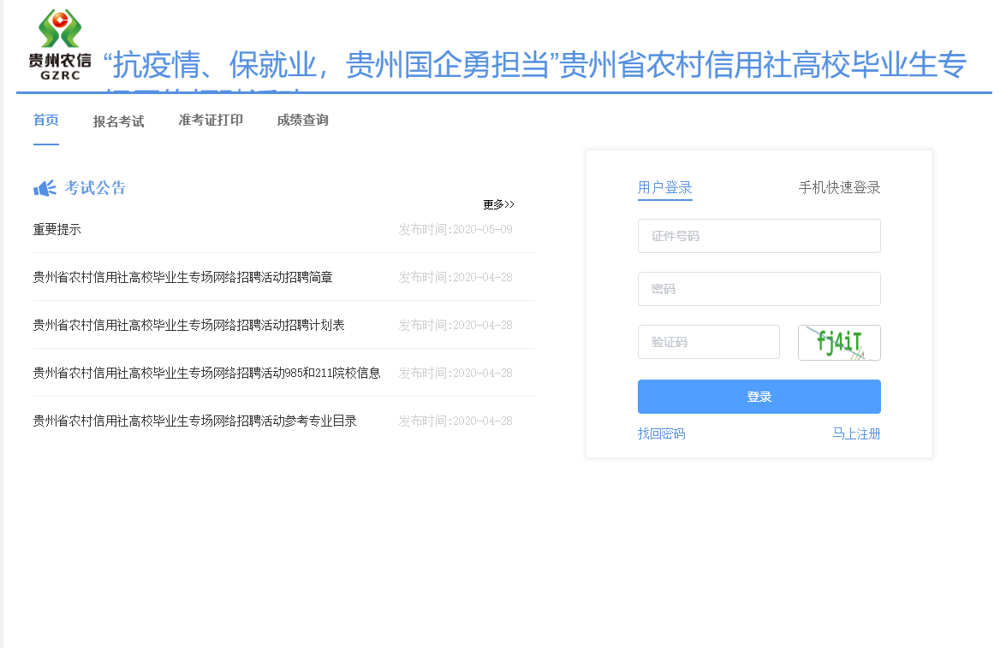 贵州农信
GZRC
“抗疫情、保就业，贵州国企勇担当”贵州省农村信用社高校毕业生专
首页 报名考试 准考证打印 成绩查询
考试公告
更多>>
重要提示 发布时间:2020-05-09
贵州省农村信用社高校毕业生专场网络招聘活动招聘简章 发布时间:2020-04-28
贵州省农村信用社高校毕业生专场网络招聘活动招聘计划表 发布时间:2020-04-28
贵州省农村信用社高校毕业生专场网络招聘活动985和211院校信息 发布时间:2020-04-28
贵州省农村信用社高校毕业生专场网络招聘活动参考专业目录 发布时间:2020-04-28
用户登录 手机快速登录
证件号码
密码
验证码 fj4iT
登录
找回密码 马上注册